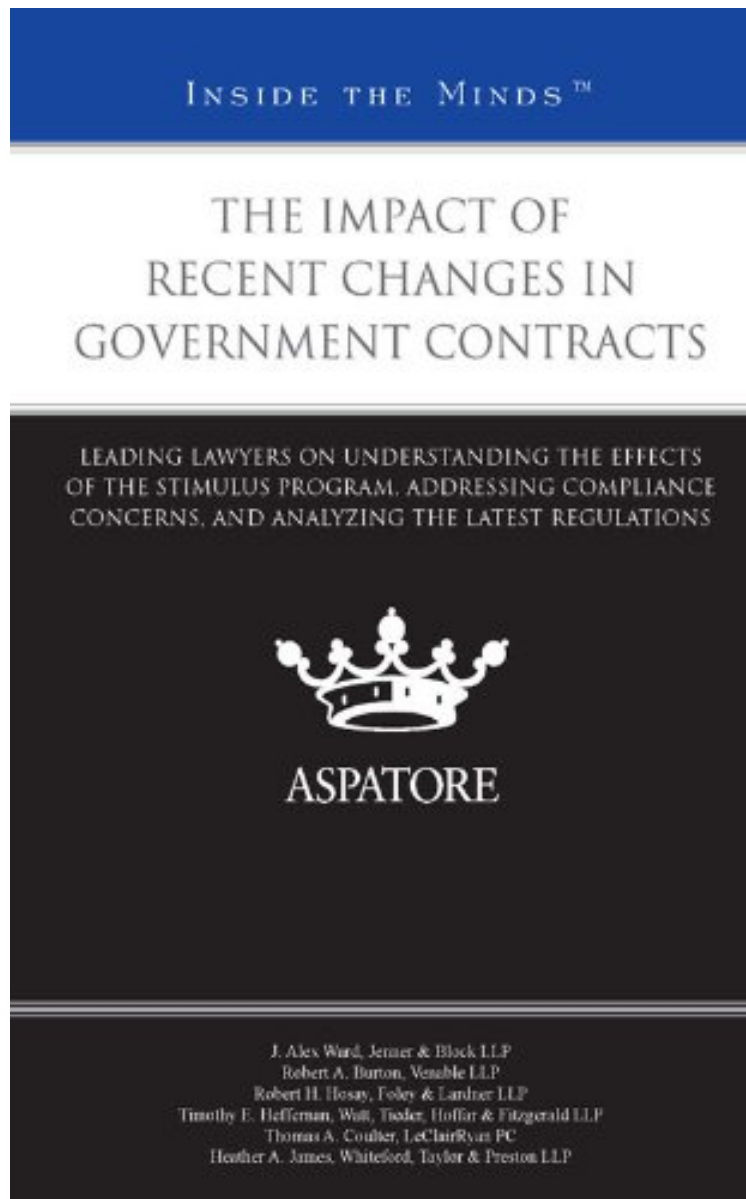 INSIDE THE MINDS™
THE IMPACT OF
RECENT CHANGES IN
GOVERNMENT CONTRACTS
LEADING LAWYERS ON UNDERSTANDING THE EFFECTS
OF THE STIMULUS PROGRAM, ADDRESSING COMPLIANCE
CONCERNS, AND ANALYZING THE LATEST REGULATIONS
ASPATORE
J. Alex Ward, Jenner & Block LLP
Robert A. Burton, Venable LLP
Robert H. Hosay, Foley & Lardner LLP
Timothy E. Heffernan, Watt, Tieder, Hoffar & Fitzgerald LLP
Thomas A. Coulter, LeClairRyan PC
Heather A. James, Whiteford, Taylor & Preston LLP